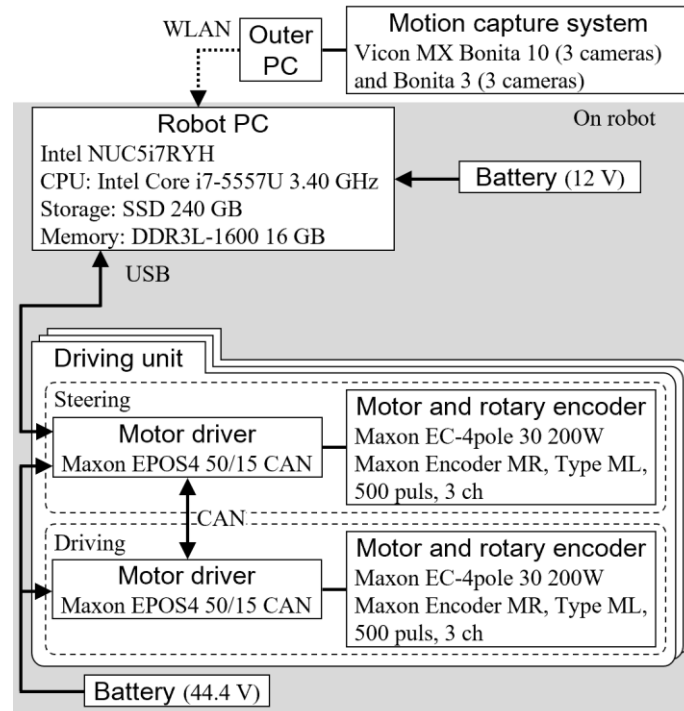 WLAN
Outer
PC
Motion capture system
Vicon MX Bonita 10 (3 cameras)
and Bonita 3 (3 cameras)
On robot
Robot PC
Intel NUC5i7RYH
CPU: Intel Core i7-5557U 3.40 GHz
Storage: SSD 240 GB
Memory: DDR3L-1600 16 GB
Battery (12 V)
USB
Driving unit
Steering
Motor driver
Maxon EPOS4 50/15 CAN
Motor and rotary encoder
Maxon EC-4pole 30 200W
Maxon Encoder MR, Type ML,
500 puls, 3 ch
CAN
Driving
Motor driver
Maxon EPOS4 50/15 CAN
Motor and rotary encoder
Maxon EC-4pole 30 200W
Maxon Encoder MR, Type ML,
500 puls, 3 ch
Battery (44.4 V)